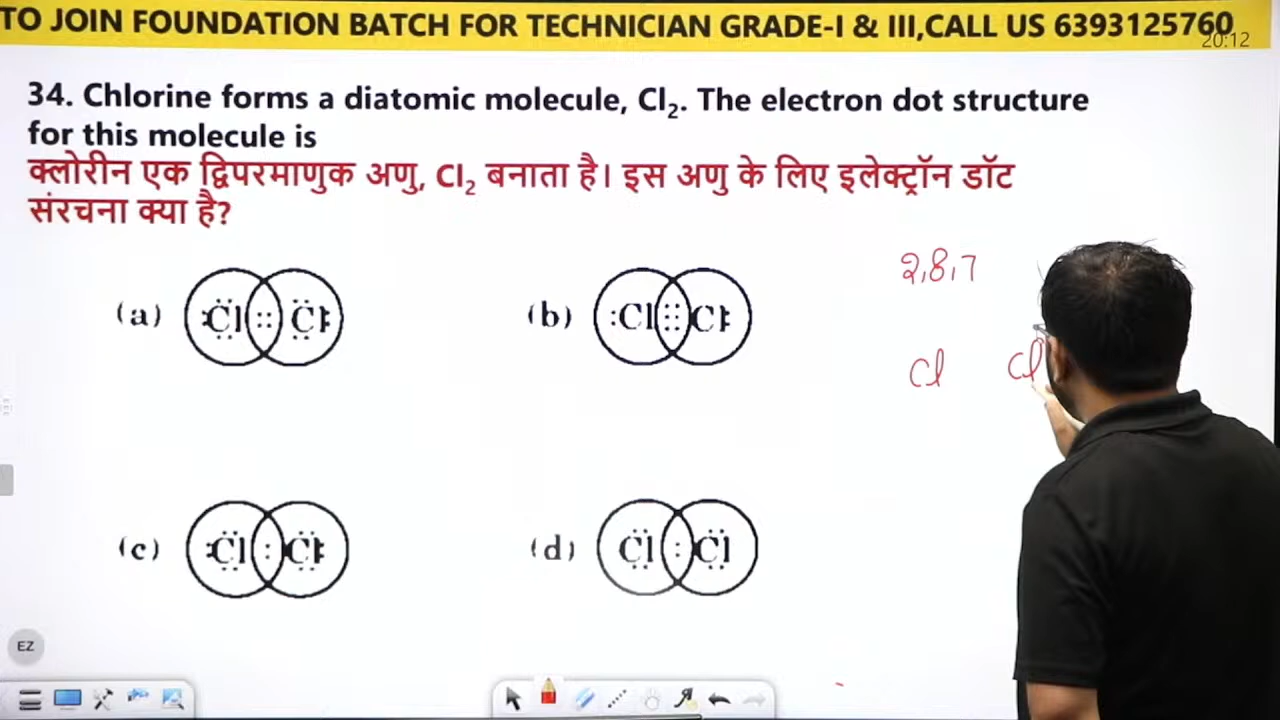 TO JOIN FOUNDATION BATCH FOR TECHNICIAN GRADE-I & III,CALL US 6393125760
20:12
34. Chlorine forms a diatomic molecule, Cl₂. The electron dot structure
for this molecule is
क्लोरीन एक द्विपरमाणुक अणु, Cl₂ बनाता है। इस अणु के लिए इलेक्ट्रॉन डॉट
संरचना क्या है?
2,8,7
(a) :Cl :: Cl:
(b) :Cl ::: Cl:
Cl Cl
(c) :Cl : Cl:
(d) Cl : Cl
EZ